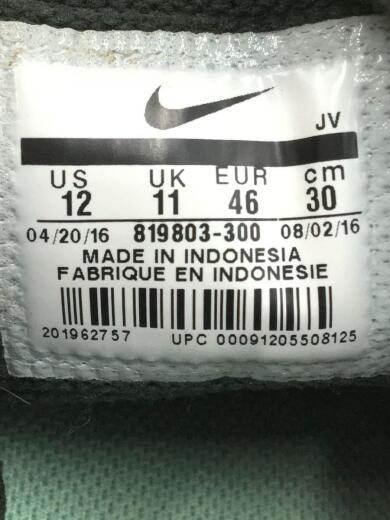 JV
US UK EUR cm
12 11 46 30
04/20/16 819803-300 08/02/16
MADE IN INDONESIA
FABRIQUE EN INDONESIE
201962757 UPC 00091205508125